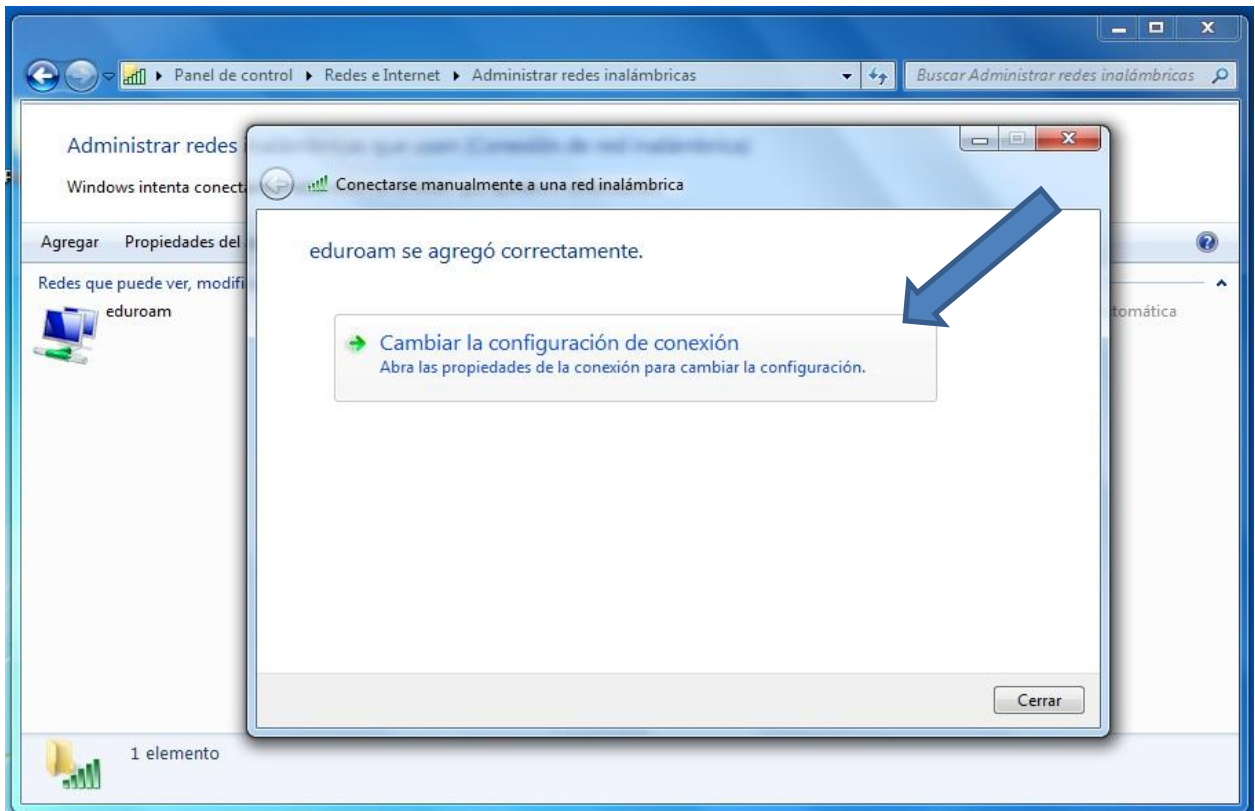 Panel de control Redes e Internet Administrar redes inalámbricas
Buscar Administrar redes inalámbricas
Administrar redes
Windows intenta conecta
Agregar Propiedades del
Redes que puede ver, modifi
eduroam
tomática
Conectarse manualmente a una red inalámbrica
eduroam se agregó correctamente.
Cambiar la configuración de conexión
Abra las propiedades de la conexión para cambiar la configuración.
Cerrar
1 elemento